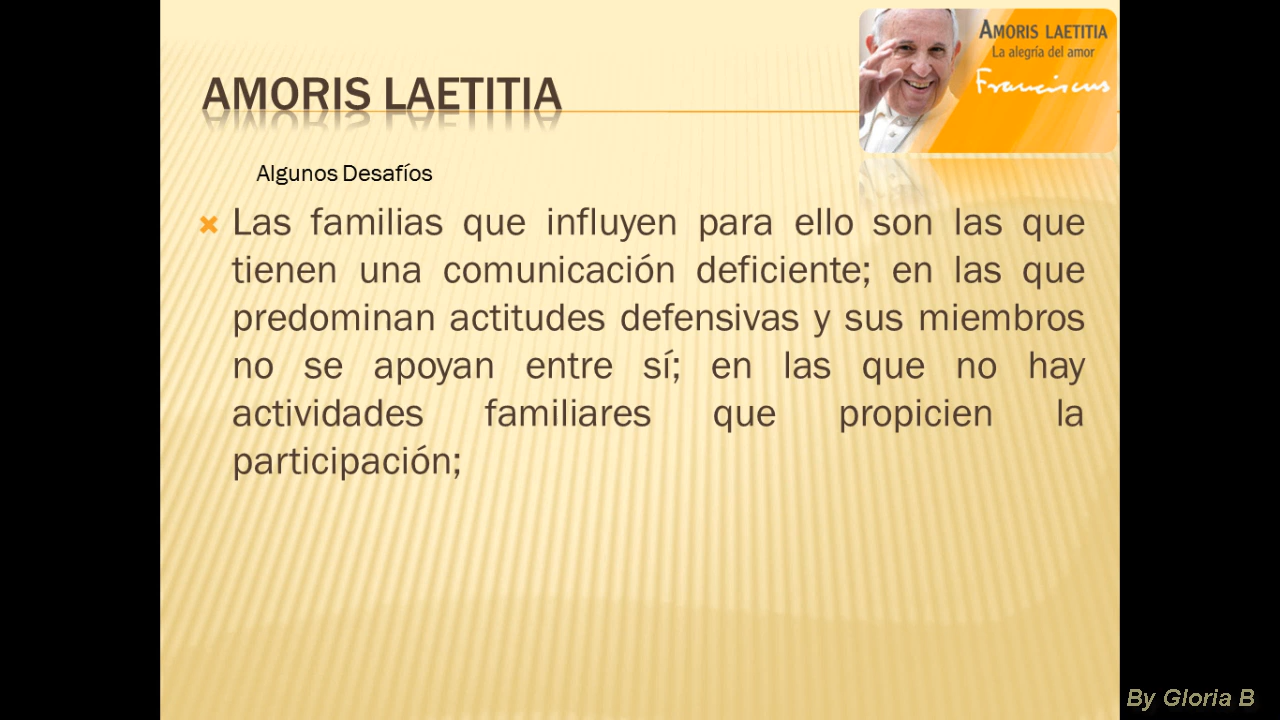 AMORIS LAETITIA
La alegría del amor
Franciscus
AMORIS LAETITIA
Algunos Desafíos
Las familias que influyen para ello son las que
tienen una comunicación deficiente; en las que
predominan actitudes defensivas y sus miembros
no se apoyan entre sí; en las que no hay
actividades familiares que propicien la
participación;
By Gloria B